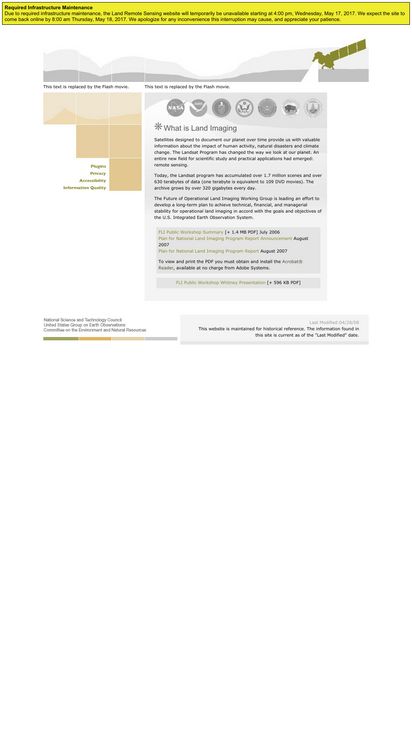 Required Infrastructure Maintenance
Due to required infrastructure maintenance, the Land Remote Sensing website will temporarily be unavailable starting at 4:00 pm, Wednesday, May 17, 2017. We expect the site to
come back online by 8:00 am Thursday, May 18, 2017. We apologize for any inconvenience this interruption may cause, and appreciate your patience.
This text is replaced by the Flash movie.
This text is replaced by the Flash movie.
NASA
What is Land Imaging
Satellites designed to document our planet over time provide us with valuable
information about the impact of human activity, natural disasters and climate
change. The Landsat Program has changed the way we look at our planet. An
entire new field for scientific study and practical applications had emerged:
remote sensing.
Today, the Landsat program has accumulated over 1.7 million scenes and over
630 terabytes of data (one terabyte is equivalent to 109 DVD movies). The
archive grows by over 320 gigabytes every day.
The Future of Operational Land Imaging Working Group is leading an effort to
develop a long-term plan to achieve technical, financial, and managerial
stability for operational land imaging in accord with the goals and objectives of
the U.S. Integrated Earth Observation System.
Plugins
Privacy
Accessibility
Information Quality
FLI Public Workshop Summary [+ 1.4 MB PDF] July 2006
Plan for National Land Imaging Program Report Announcement August
2007
Plan for National Land Imaging Program Report August 2007
To view and print the PDF you must obtain and install the Acrobat®
Reader, available at no charge from Adobe Systems.
FLI Public Workshop Whitney Presentation [+ 596 KB PDF]
National Science and Technology Council
United States Group on Earth Observations
Committee on the Environment and Natural Resources
Last Modified 04/28/09
This website is maintained for historical reference. The information found in
this site is current as of the "Last Modified" date.